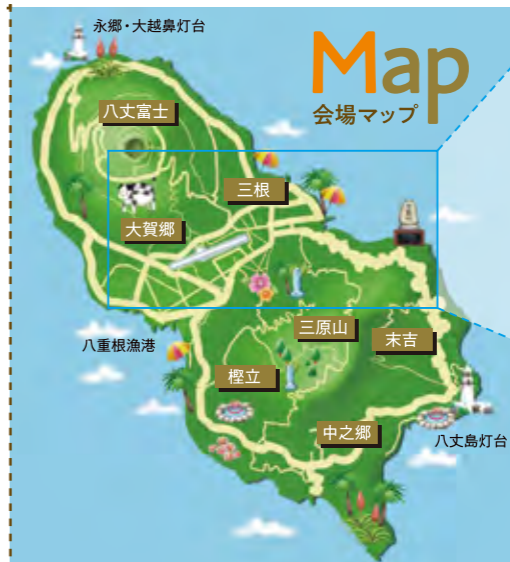 永郷・大越鼻灯台
Map
会場マップ
八丈富士
三根
大賀郷
三原山
末吉
八重根漁港
樫立
中之郷
八丈島灯台